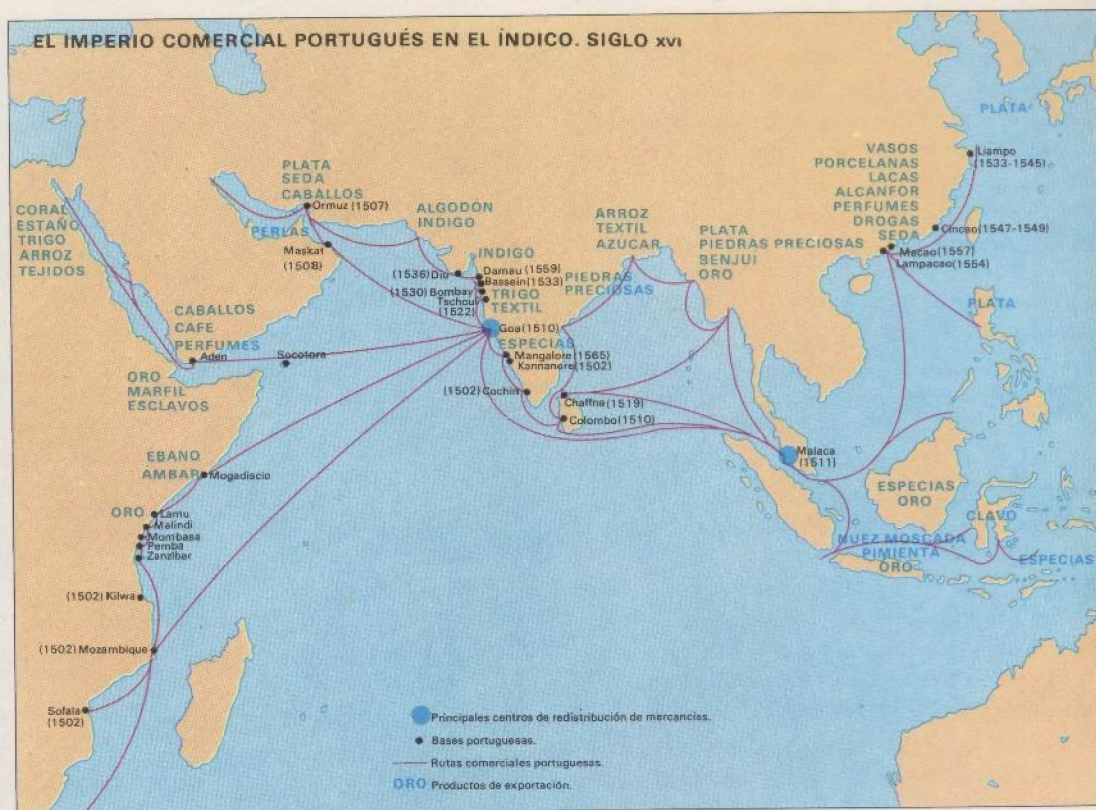 EL IMPERIO COMERCIAL PORTUGUÉS EN EL ÍNDICO. SIGLO XVI
PLATA
VASOS
PORCELANAS
LACAS
ALCANFOR
PERFUMES
DROGAS
SEDA
Liampo
(1533-1545)
Cincao (1547-1549)
Macao (1557)
Lampacao (1554)
PLATA
SEDA
CABALLOS
Ormuz (1507)
PERLAS
Maskat
(1508)
CORAL
ESTAÑO
TRIGO
ARROZ
TEJIDOS
ALGODÓN
INDIGO
INDIGO
(1536) Diu
Damau (1559)
Bassein (1533)
(1530) Bombay
Tschoul
(1522)
TRIGO
TEXTIL
ARROZ
TEXTIL
AZUCAR
PIEDRAS
PRECIOSAS
PLATA
PIEDRAS PRECIOSAS
BENJUI
ORO
PLATA
CABALLOS
CAFE
PERFUMES
Aden
Socotora
Goa (1510)
ESPECIAS
Mangalore (1565)
Kannanore (1502)
(1502) Cochin
Chaffna (1519)
Colombo (1510)
ORO
MARFIL
ESCLAVOS
EBANO
AMBAR
Mogadiscio
ORO
Lamu
Malindi
Mombasa
Pemba
Zanzibar
(1502) Kilwa
(1502) Mozambique
Sofala
(1502)
Malaca
(1511)
ESPECIAS
ORO
CLAVO
NUEZ MOSCADA
PIMIENTA
ORO
ESPECIAS
Principales centros de redistribución de mercancías.
Bases portuguesas.
Rutas comerciales portuguesas.
ORO Productos de exportación.